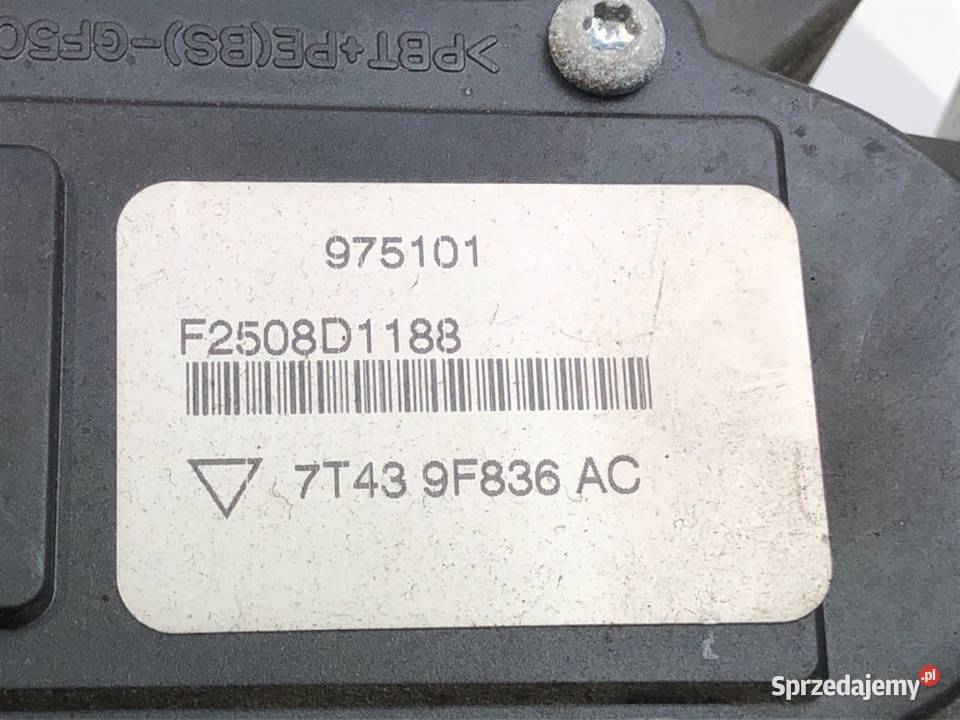 >PBT+PE(BS)-GF50
975101
F2508D1188
7T43 9F836 AC
Sprzedajemy.pl